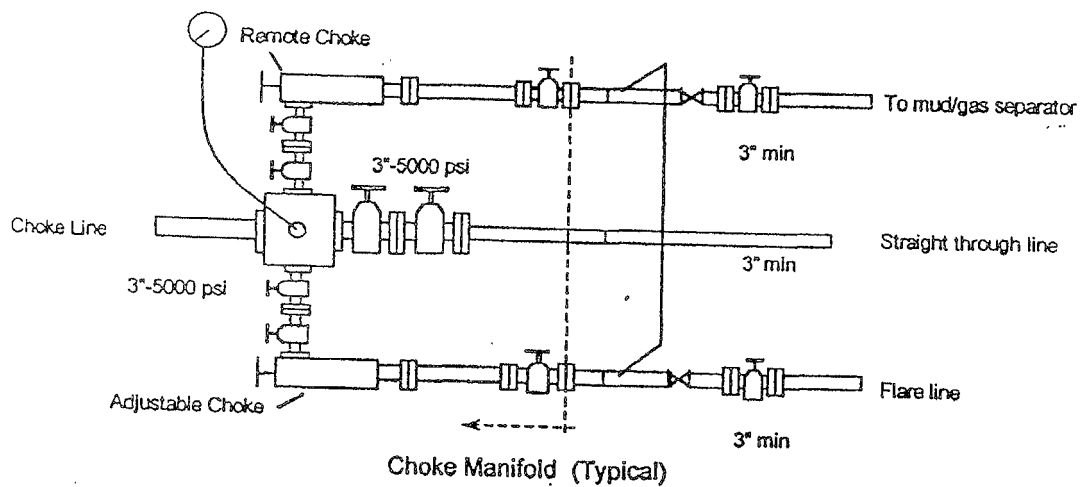 Remote Choke
To mud/gas separator
3" min
3"-5000 psi
Choke Line
Straight through line
3" min
3"-5000 psi
Adjustable Choke
Flare line
3" min
Choke Manifold (Typical)